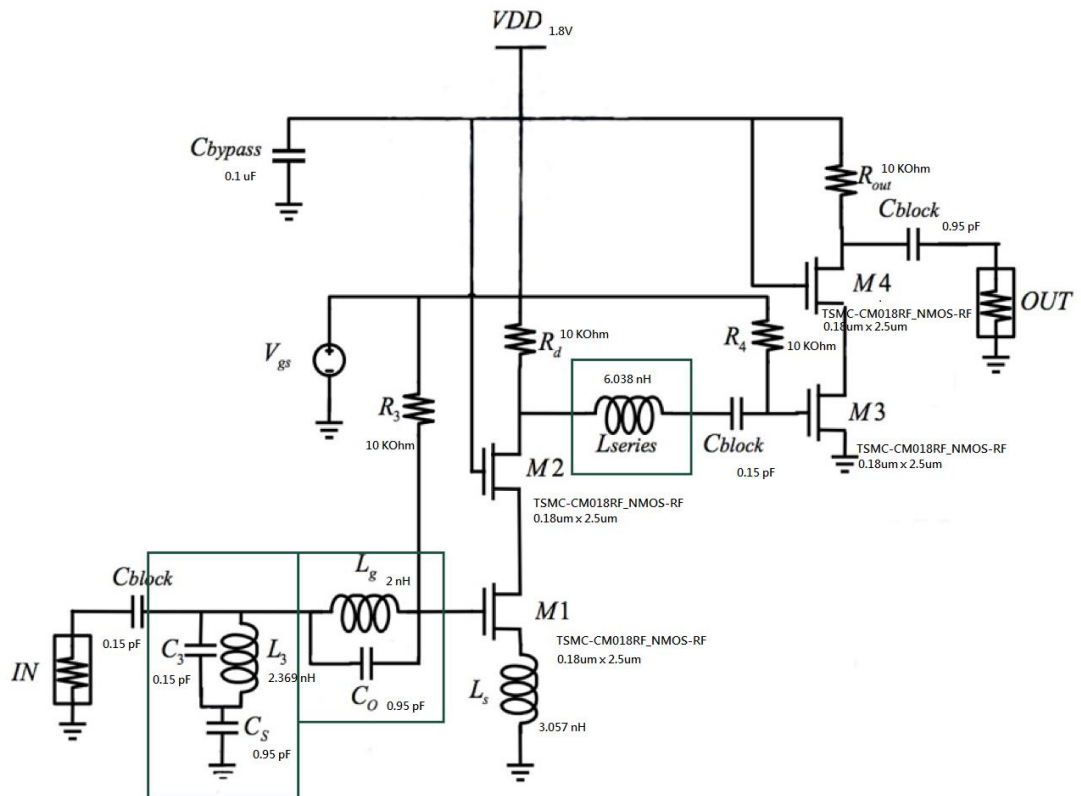 VDD 1.8V
Cbypass
0.1 uF
Rout 10 KOhm
Cblock
0.95 pF
M4
OUT
TSMC-CM018RF_NMOS-RF
0.18um x 2.5um
Vgs
Rd 10 KOhm
R4
10 KOhm
R3
10 KOhm
6.038 nH
Lseries
Cblock
0.15 pF
M3
TSMC-CM018RF_NMOS-RF
0.18um x 2.5um
M2
TSMC-CM018RF_NMOS-RF
0.18um x 2.5um
Cblock
0.15 pF
Lg
2 nH
M1
TSMC-CM018RF_NMOS-RF
0.18um x 2.5um
IN
C3
0.15 pF
L3
2.369 nH
CO 0.95 pF
Ls
3.057 nH
CS
0.95 pF